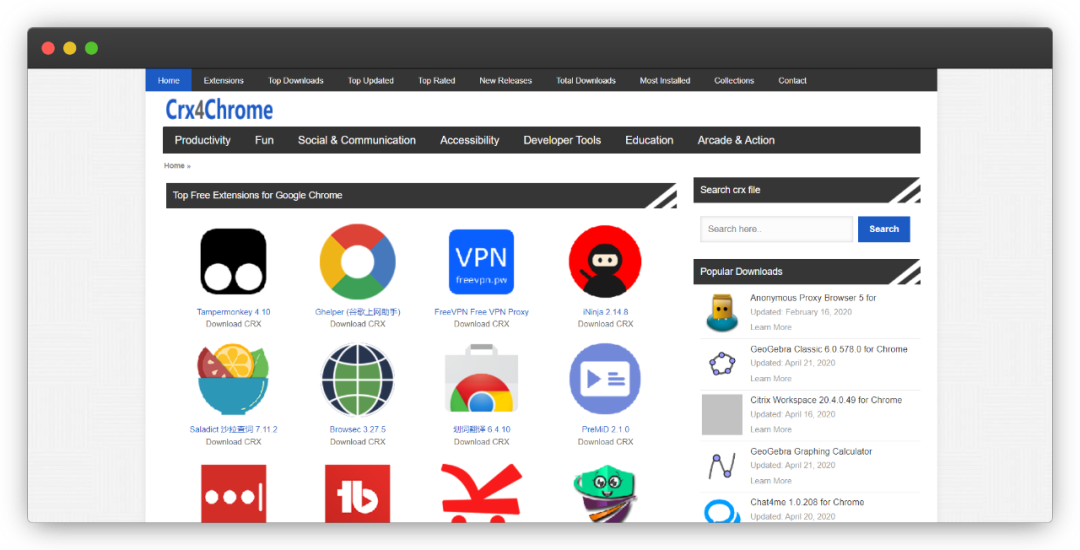 Home Extensions Top Downloads Top Updated Top Rated New Releases Total Downloads Most Installed Collections Contact
Crx4Chrome
Productivity Fun Social & Communication Accessibility Developer Tools Education Arcade & Action
Home »
Top Free Extensions for Google Chrome
VPN
freevpn.pw
Tampermonkey 4.10
Download CRX
Ghelper (谷歌上网助手)
Download CRX
FreeVPN Free VPN Proxy
Download CRX
iNinja 2.14.8
Download CRX
Saladict 沙拉查词 7.11.2
Download CRX
Browsec 3.27.5
Download CRX
划词翻译 6.4.10
Download CRX
PreMiD 2.1.0
Download CRX
Search crx file
Search here..
Search
Popular Downloads
Anonymous Proxy Browser 5 for
Updated: February 16, 2020
Learn More
GeoGebra Classic 6.0.578.0 for Chrome
Updated: April 21, 2020
Learn More
Citrix Workspace 20.4.0.49 for Chrome
Updated: April 16, 2020
Learn More
GeoGebra Graphing Calculator
Updated: April 21, 2020
Learn More
Chat4me 1.0.208 for Chrome
Updated: April 20, 2020